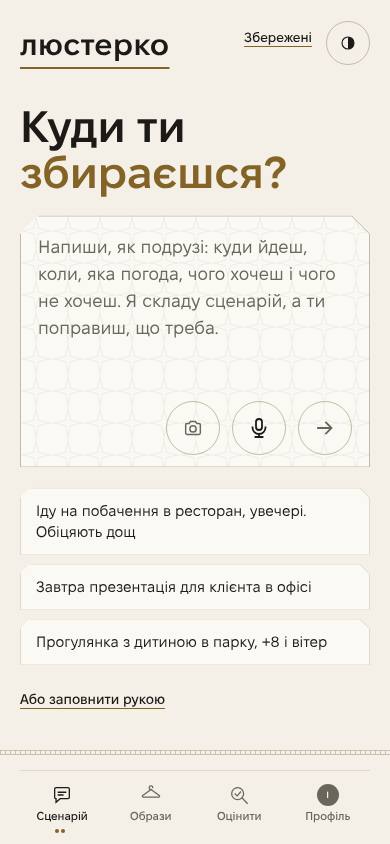 люстерко
Збережені
Куди ти
збираєшся?
Напиши, як подрузі: куди йдеш,
коли, яка погода, чого хочеш і чого
не хочеш. Я складу сценарій, а ти
поправиш, що треба.
Іду на побачення в ресторан, увечері.
Обіцяють дощ
Завтра презентація для клієнта в офісі
Прогулянка з дитиною в парку, +8 і вітер
Або заповнити рукою
Сценарій
Образи
Оцінити
І
Профіль